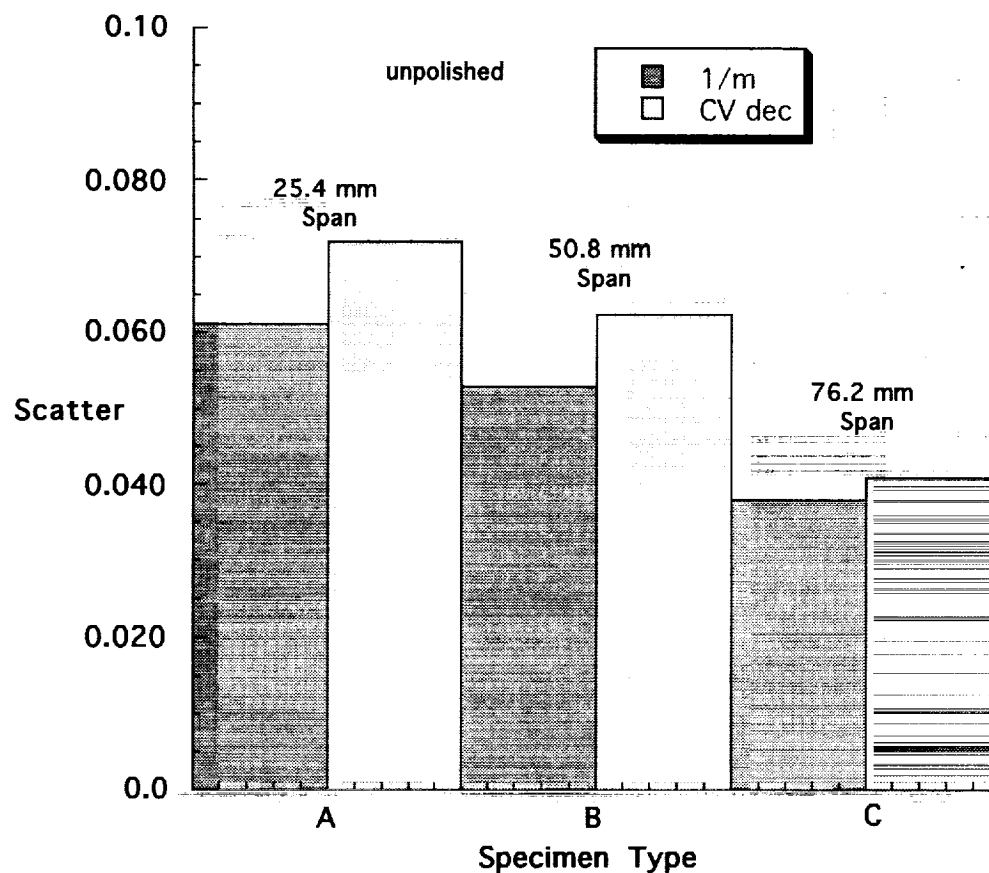 0.10
unpolished
1/m
CV dec
0.080
25.4 mm
Span
50.8 mm
Span
0.060
76.2 mm
Span
Scatter
0.040
0.020
0.0
A
B
C
Specimen Type